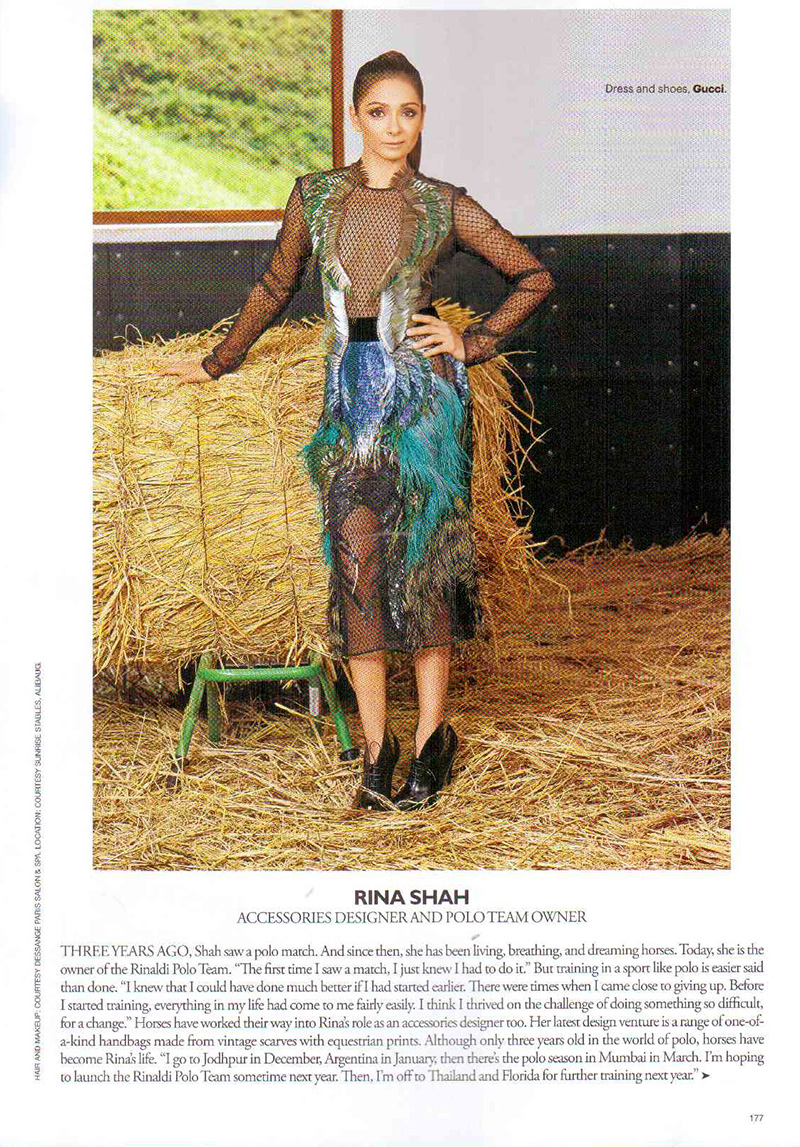 Dress and shoes, Gucci.
HAIR AND MAKEUP: COURTESY DESSANGE PARIS SALON & SPA. LOCATION: COURTESY SUNRISE STABLES, ALIBAUG.
RINA SHAH
ACCESSORIES DESIGNER AND POLO TEAM OWNER
THREE YEARS AGO, Shah saw a polo match. And since then, she has been living, breathing, and dreaming horses. Today, she is the
owner of the Rinaldi Polo Team. “The first time I saw a match, I just knew I had to do it.” But training in a sport like polo is easier said
than done. “I knew that I could have done much better if I had started earlier. There were times when I came close to giving up. Before
I started training, everything in my life had come to me fairly easily. I think I thrived on the challenge of doing something so difficult,
for a change.” Horses have worked their way into Rina’s role as an accessories designer too. Her latest design venture is a range of one-of-
a-kind handbags made from vintage scarves with equestrian prints. Although only three years old in the world of polo, horses have
become Rina’s life. “I go to Jodhpur in December, Argentina in January, then there’s the polo season in Mumbai in March. I’m hoping
to launch the Rinaldi Polo Team sometime next year. Then, I’m off to Thailand and Florida for further training next year.” ➤
177